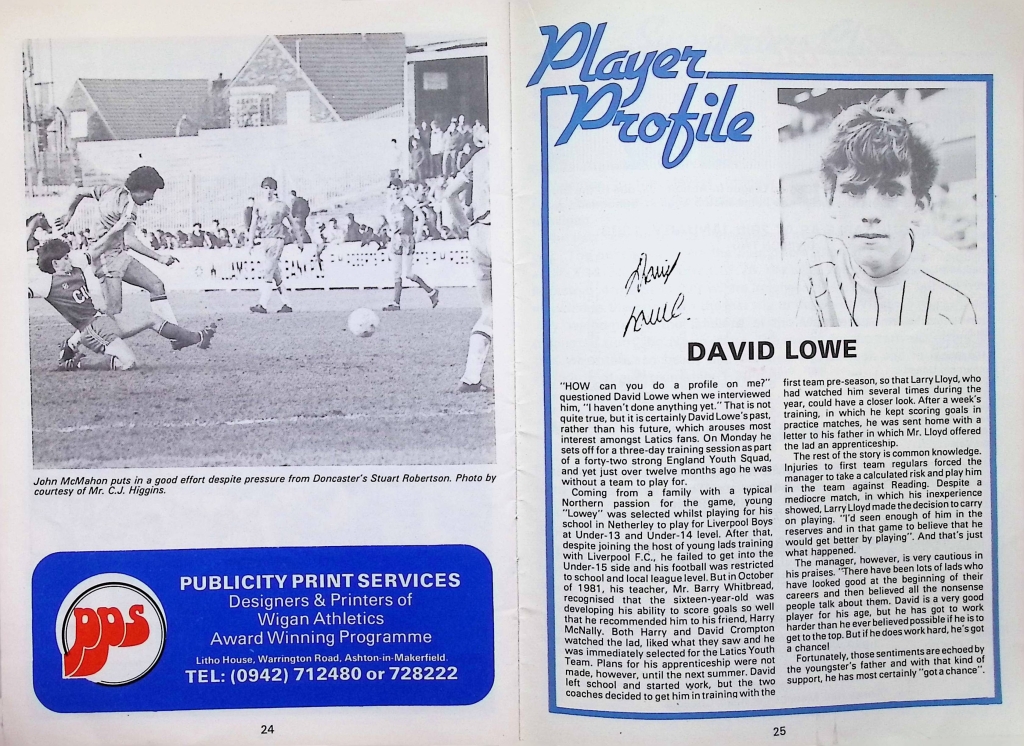 John McMahon puts in a good effort despite pressure from Doncaster's Stuart Robertson. Photo by
courtesy of Mr. C.J. Higgins.
pps
PUBLICITY PRINT SERVICES
Designers & Printers of
Wigan Athletics
Award Winning Programme
Litho House, Warrington Road, Ashton-in-Makerfield.
TEL: (0942) 712480 or 728222
24
Player
Profile
David
Lowe.
DAVID LOWE
"HOW can you do a profile on me?"
questioned David Lowe when we interviewed
him, "I haven't done anything yet." That is not
quite true, but it is certainly David Lowe's past,
rather than his future, which arouses most
interest amongst Latics fans. On Monday he
sets off for a three-day training session as part
of a forty-two strong England Youth Squad,
and yet just over twelve months ago he was
without a team to play for.
Coming from a family with a typical
Northern passion for the game, young
"Lowey" was selected whilst playing for his
school in Netherley to play for Liverpool Boys
at Under-13 and Under-14 level. After that,
despite joining the host of young lads training
with Liverpool F.C., he failed to get into the
Under-15 side and his football was restricted
to school and local league level. But in October
of 1981, his teacher, Mr. Barry Whitbread,
recognised that the sixteen-year-old was
developing his ability to score goals so well
that he recommended him to his friend, Harry
McNally. Both Harry and David Crompton
watched the lad, liked what they saw and he
was immediately selected for the Latics Youth
Team. Plans for his apprenticeship were not
made, however, until the next summer. David
left school and started work, but the two
coaches decided to get him in training with the
first team pre-season, so that Larry Lloyd, who
had watched him several times during the
year, could have a closer look. After a week's
training, in which he kept scoring goals in
practice matches, he was sent home with a
letter to his father in which Mr. Lloyd offered
the lad an apprenticeship.
The rest of the story is common knowledge.
Injuries to first team regulars forced the
manager to take a calculated risk and play him
in the team against Reading. Despite a
mediocre match, in which his inexperience
showed, Larry Lloyd made the decision to carry
on playing. "I'd seen enough of him in the
reserves and in that game to believe that he
would get better by playing". And that's just
what happened.
The manager, however, is very cautious in
his praises. "There have been lots of lads who
have looked good at the beginning of their
careers and then believed all the nonsense
people talk about them. David is a very good
player for his age, but he has got to work
harder than he ever believed possible if he is to
get to the top. But if he does work hard, he's got
a chance!
Fortunately, those sentiments are echoed by
the youngster's father and with that kind of
support, he has most certainly "got a chance".
25